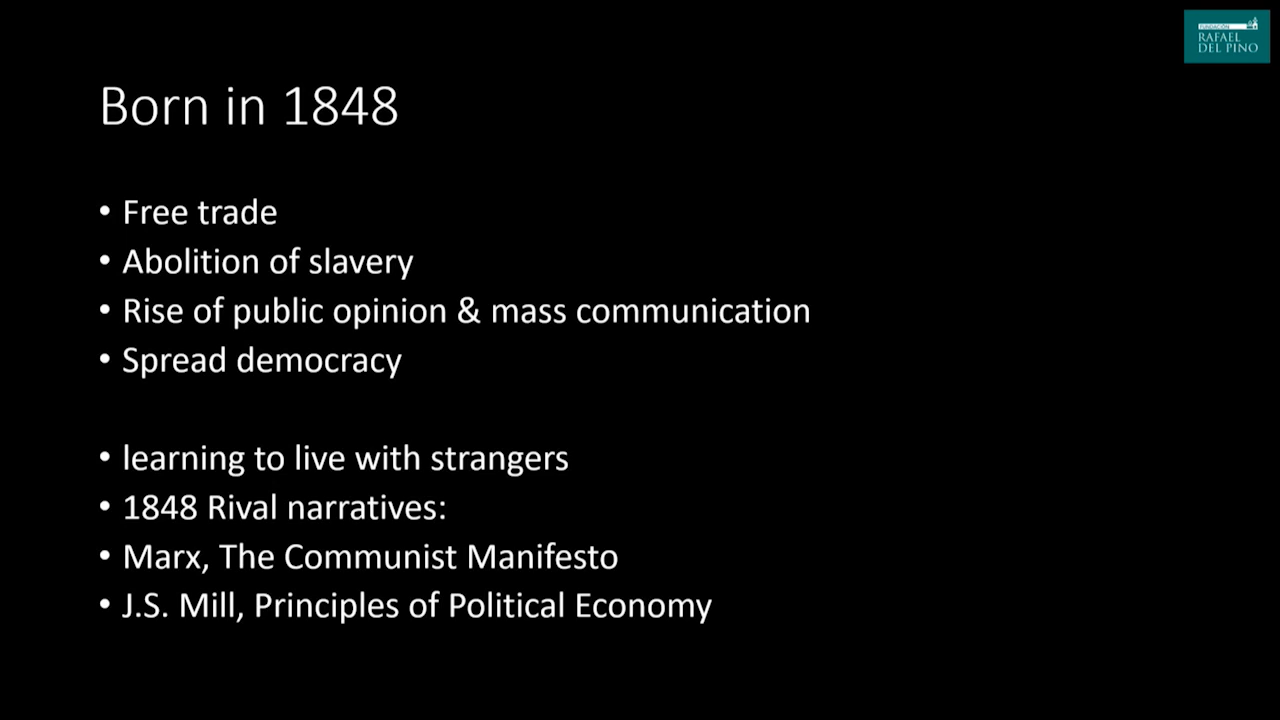 FUNDACIÓN
RAFAEL
DEL PINO
Born in 1848
• Free trade
• Abolition of slavery
• Rise of public opinion & mass communication
• Spread democracy
• learning to live with strangers
• 1848 Rival narratives:
• Marx, The Communist Manifesto
• J.S. Mill, Principles of Political Economy